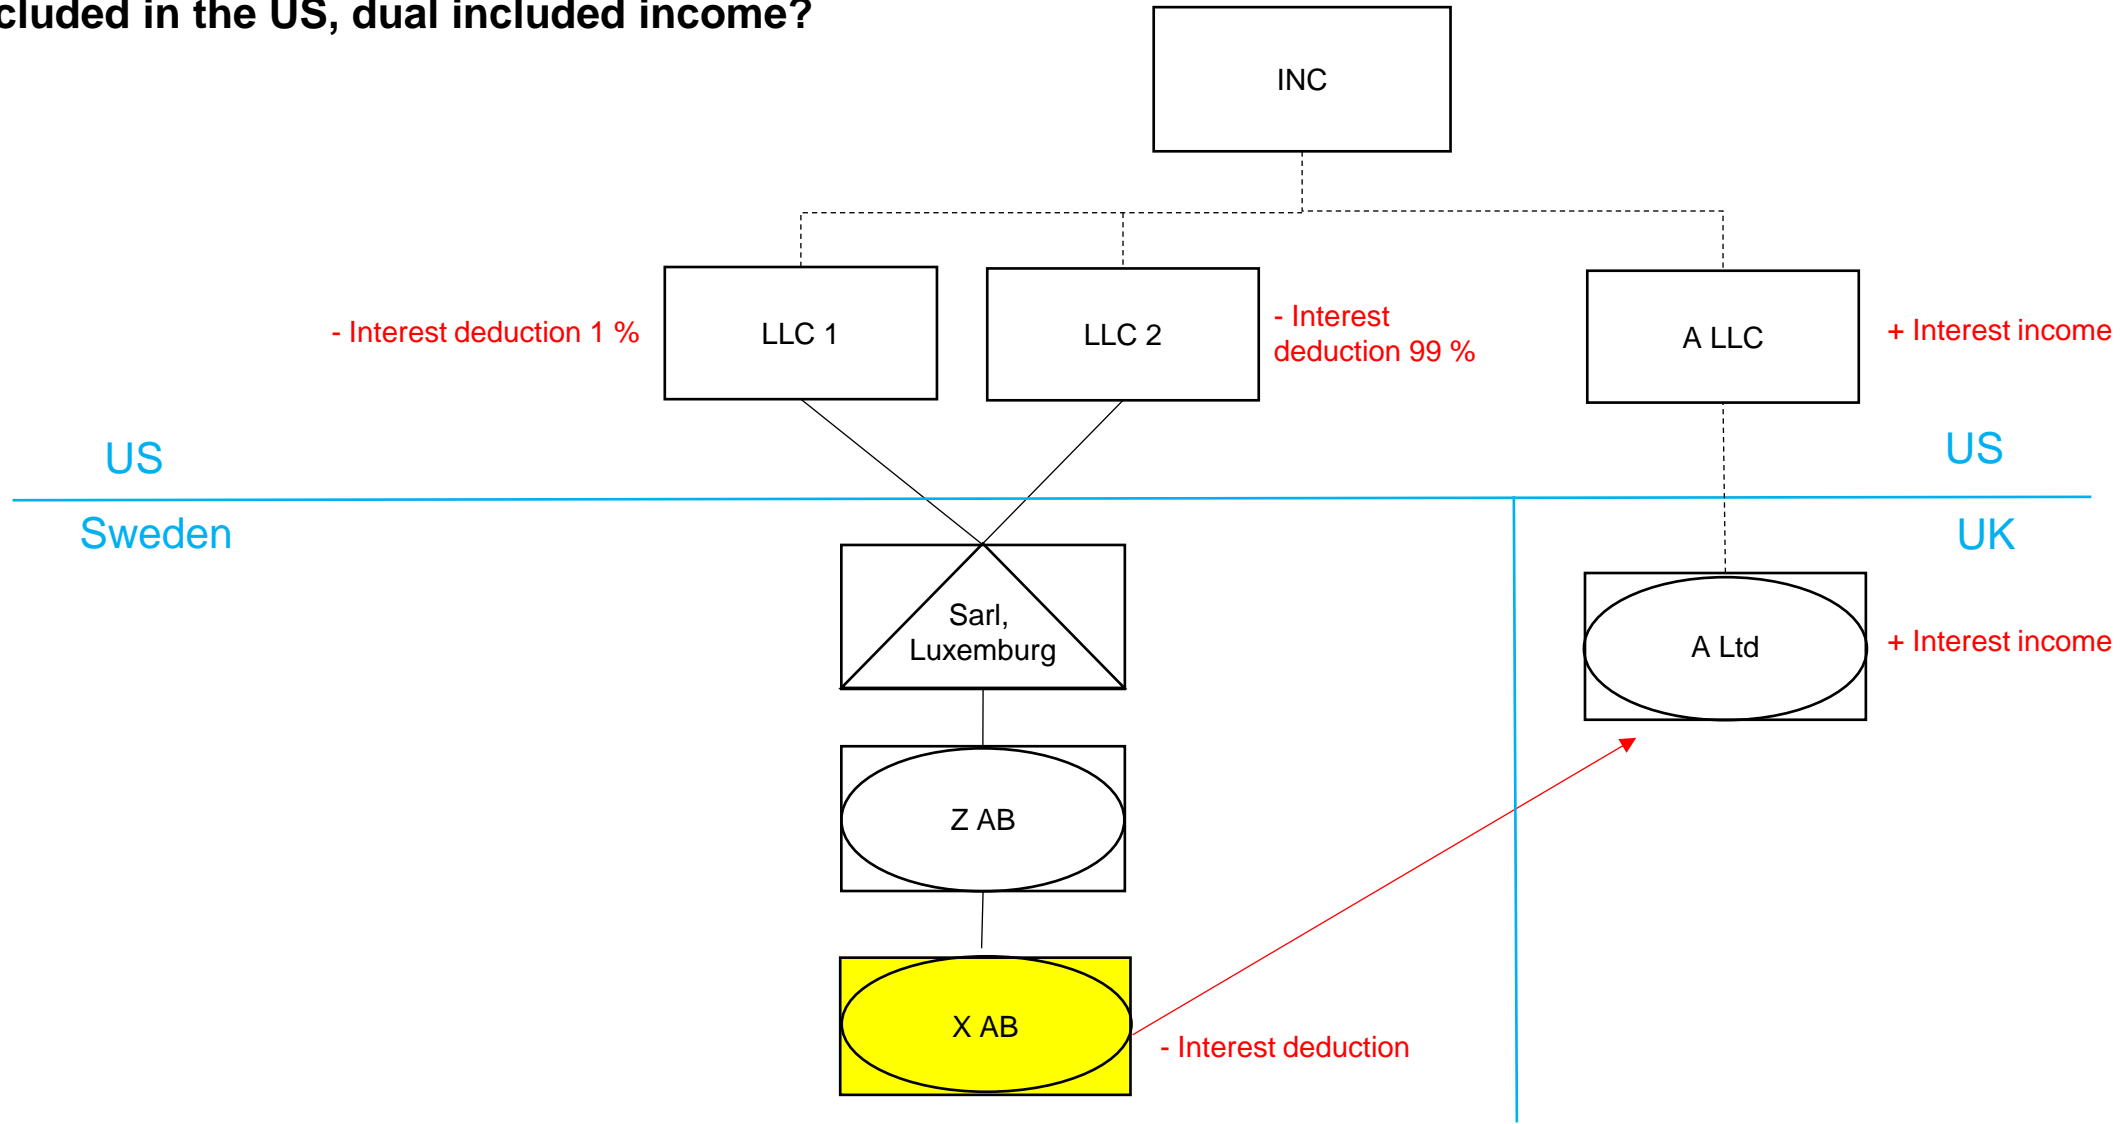 cluded in the US, dual included income?
INC
- Interest deduction 1 %
LLC 1
LLC 2
- Interest
deduction 99 %
A LLC
+ Interest income
US
US
Sweden
UK
Sarl,
Luxemburg
A Ltd
+ Interest income
Z AB
X AB
- Interest deduction